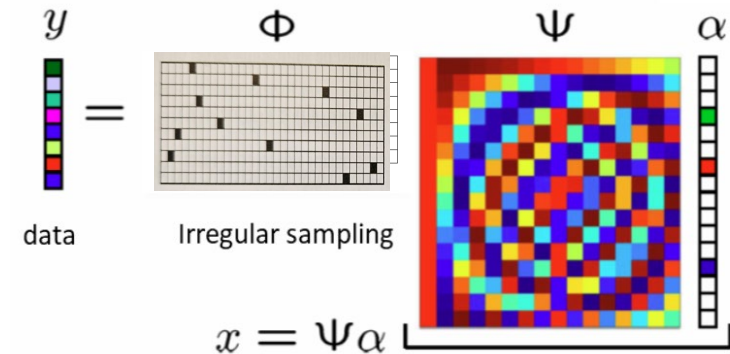 y = Φ Ψ α
data Irregular sampling
x = Ψα